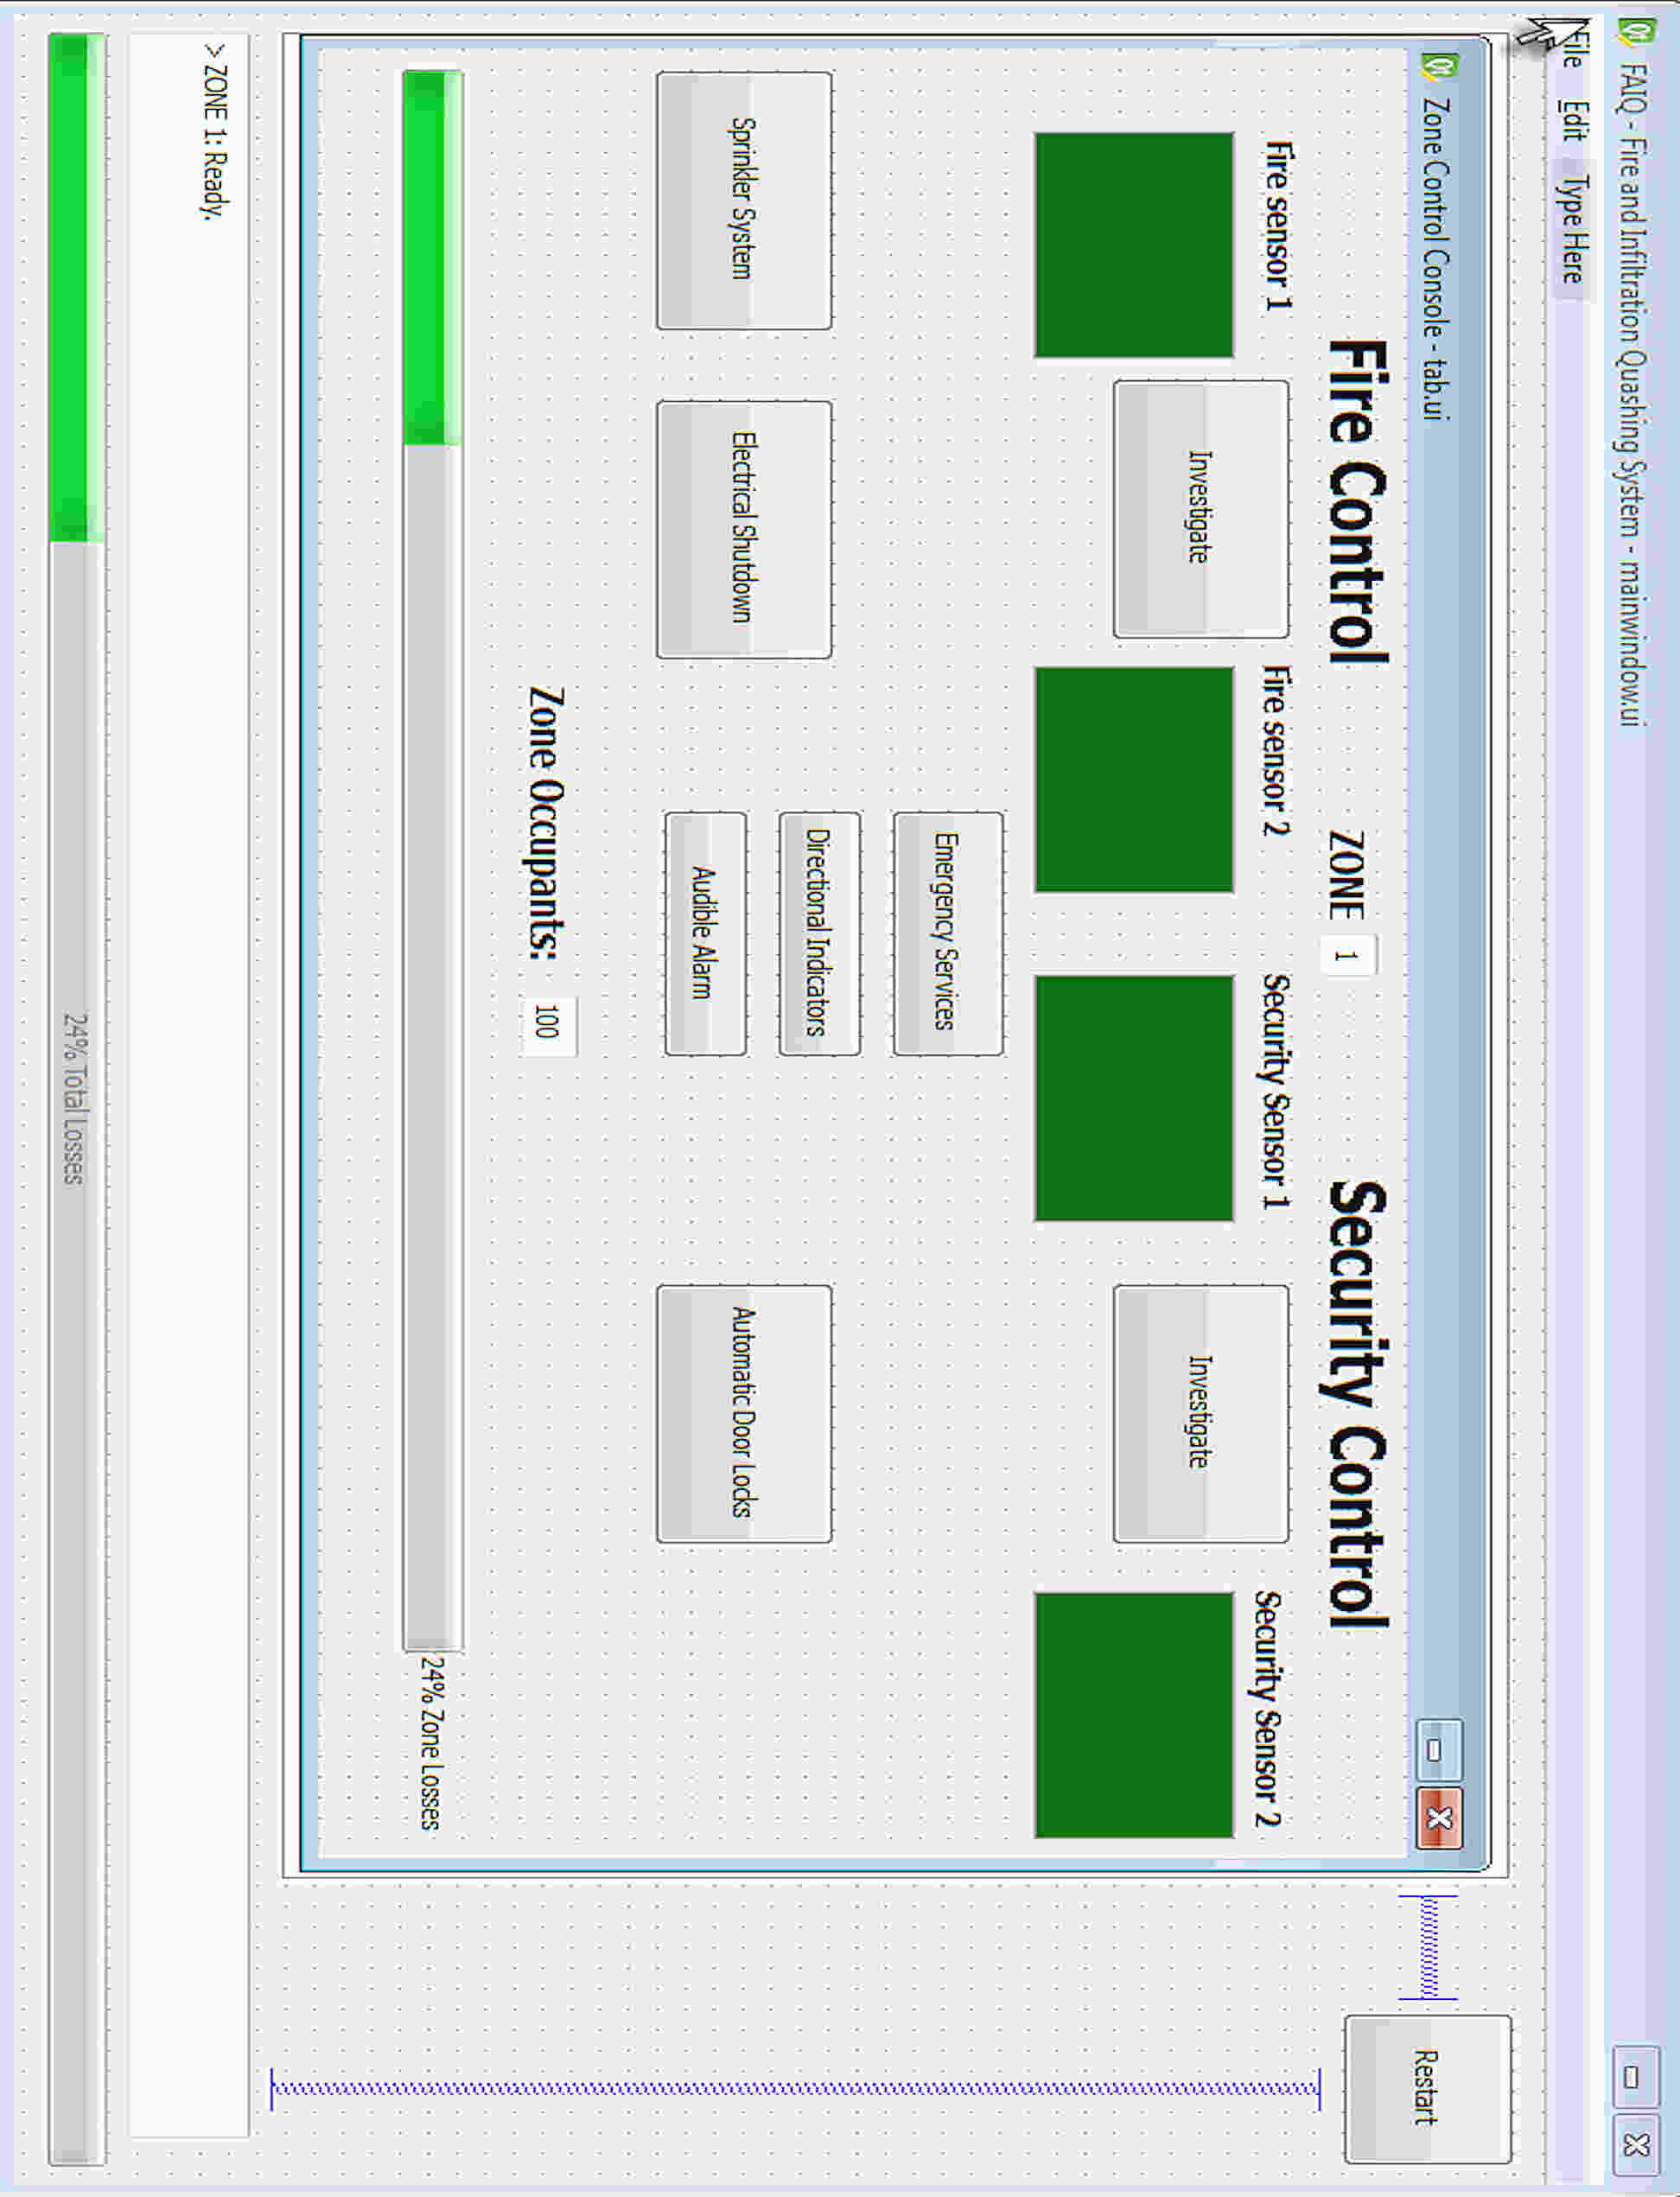 FAIQ - Fire and Infiltration Quashing System - mainwindow.ui
File Edit Type Here
Zone Control Console - tab.ui
Restart
Fire Control ZONE 1 Security Control
Fire sensor 1 Fire sensor 2 Security Sensor 1 Security Sensor 2
Investigate Investigate
Emergency Services
Directional Indicators
Sprinkler System Electrical Shutdown Automatic Door Locks
Audible Alarm
Zone Occupants: 100
24% Zone Losses
> ZONE 1: Ready.
24% Total Losses